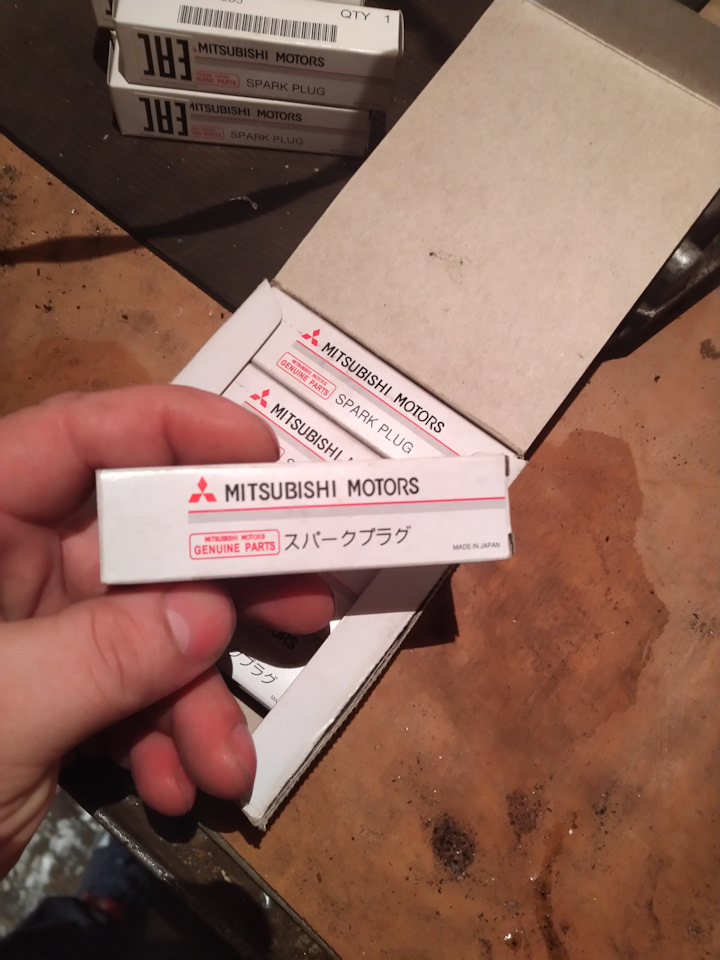 QTY 1
EAC
MITSUBISHI MOTORS
GENUINE PARTS
SPARK PLUG
EAC
MITSUBISHI MOTORS
SPARK PLUG
MITSUBISHI MOTORS
MITSUBISHI MOTORS
GENUINE PARTS
SPARK PLUG
MITSUBISHI
MITSUBISHI MOTORS
MITSUBISHI MOTORS
GENUINE PARTS
スパークプラグ
MADE IN JAPAN
プラグ